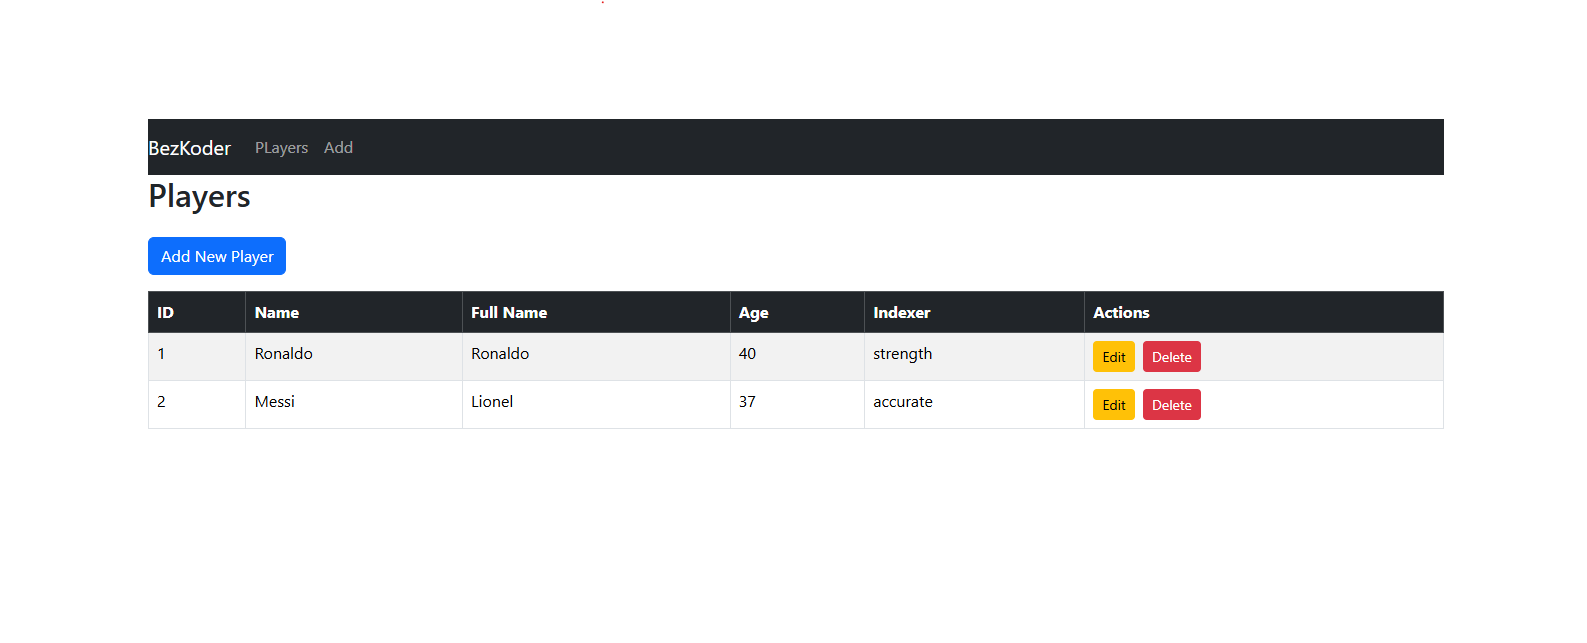 BezKoder PLayers Add
Players
Add New Player
ID Name Full Name Age Indexer Actions
1 Ronaldo Ronaldo 40 strength Edit Delete
2 Messi Lionel 37 accurate Edit Delete